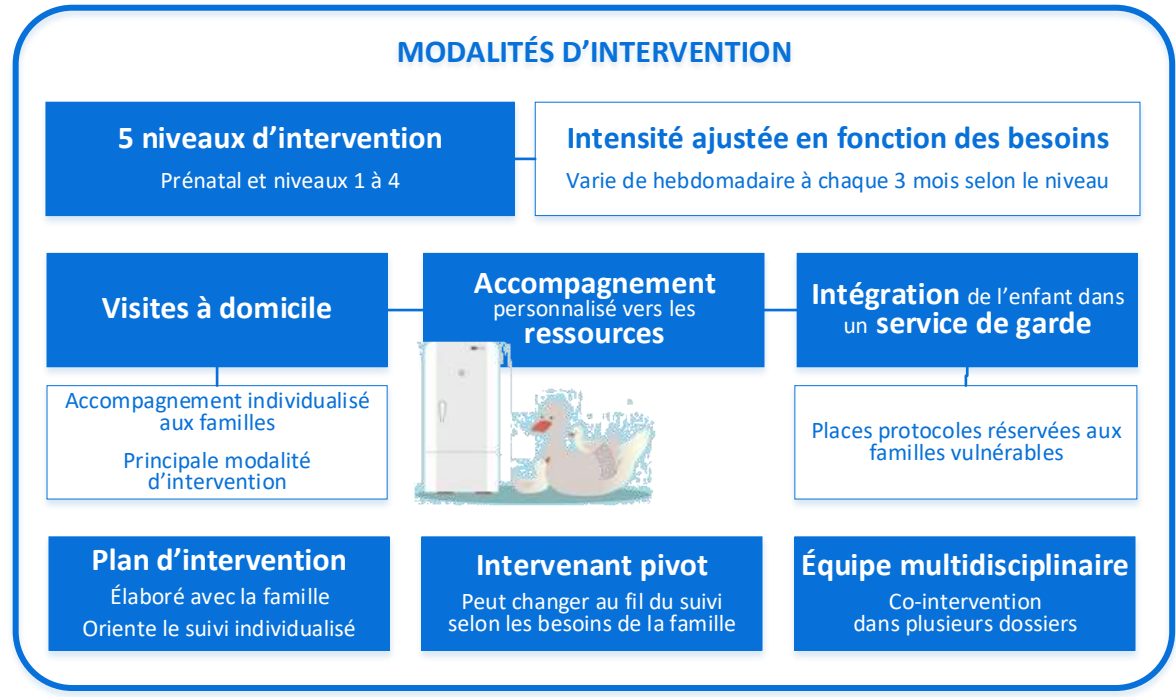 MODALITÉS D’INTERVENTION
5 niveaux d’intervention
Prénatal et niveaux 1 à 4
Intensité ajustée en fonction des besoins
Varie de hebdomadaire à chaque 3 mois selon le niveau
Visites à domicile
Accompagnement individualisé
aux familles
Principale modalité
d’intervention
Accompagnement
personnalisé vers les
ressources
Intégration de l’enfant dans
un service de garde
Places protocoles réservées aux
familles vulnérables
Plan d’intervention
Élaboré avec la famille
Oriente le suivi individualisé
Intervenant pivot
Peut changer au fil du suivi
selon les besoins de la famille
Équipe multidisciplinaire
Co-intervention
dans plusieurs dossiers